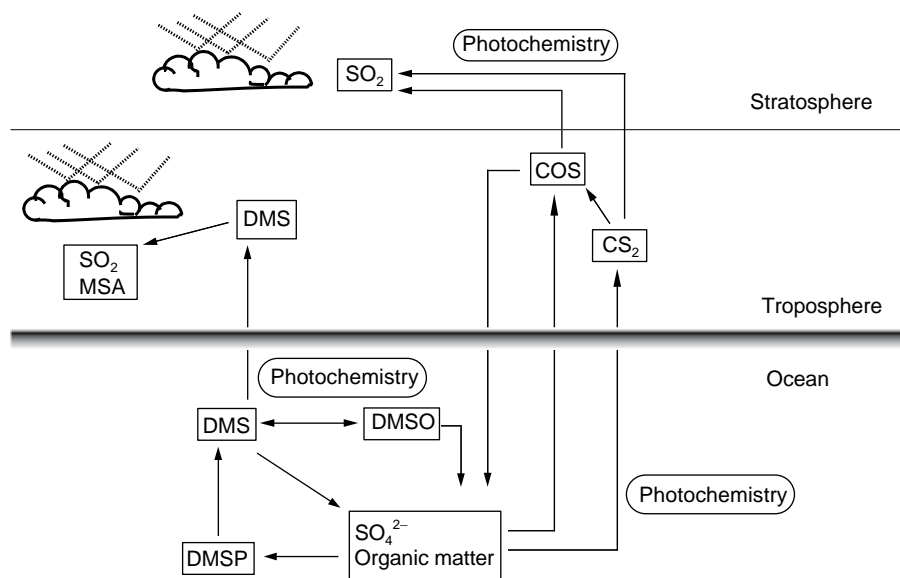 Photochemistry
SO₂
Stratosphere
COS
DMS
CS₂
SO₂
MSA
Troposphere
Photochemistry
Ocean
DMS
DMSO
Photochemistry
SO₄²⁻
Organic matter
DMSP